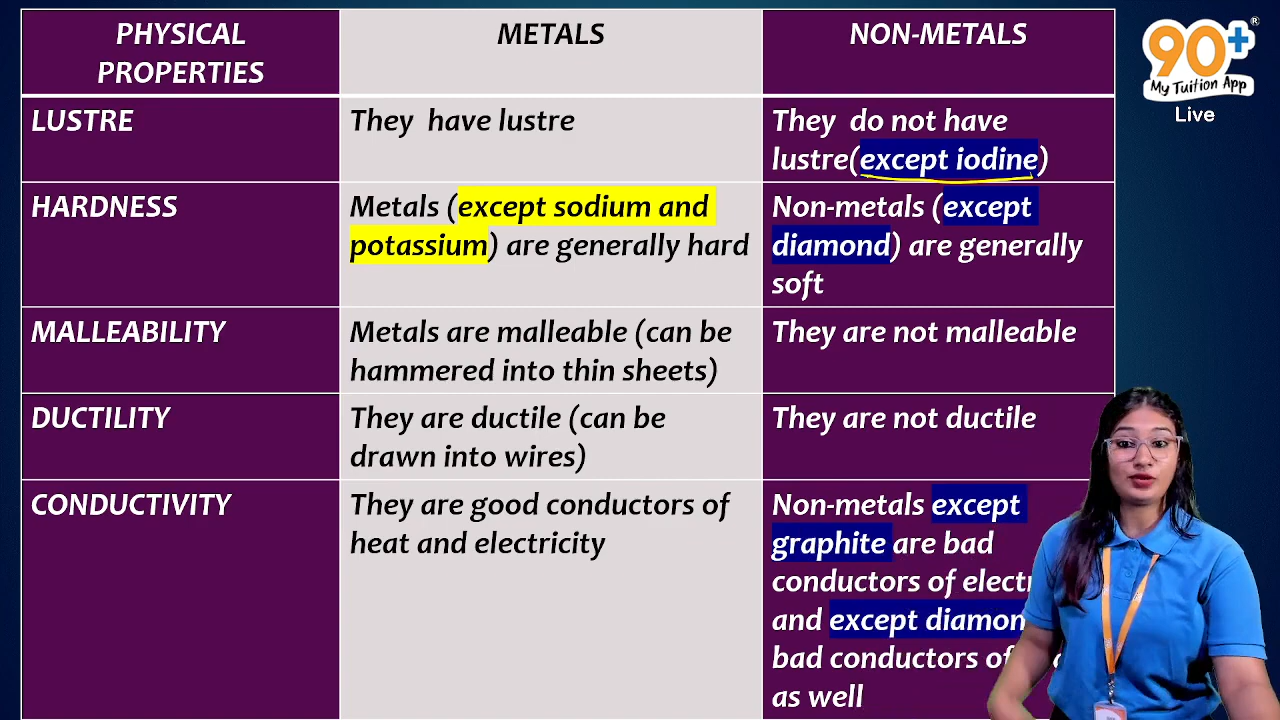 PHYSICAL
PROPERTIES
METALS
NON-METALS
LUSTRE
They have lustre
They do not have
lustre(except iodine)
HARDNESS
Metals (except sodium and
potassium) are generally hard
Non-metals (except
diamond) are generally
soft
MALLEABILITY
Metals are malleable (can be
hammered into thin sheets)
They are not malleable
DUCTILITY
They are ductile (can be
drawn into wires)
They are not ductile
CONDUCTIVITY
They are good conductors of
heat and electricity
Non-metals except
graphite are bad
conductors of
and except
bad conductors of
as well
90+
®
My Tuition App
Live